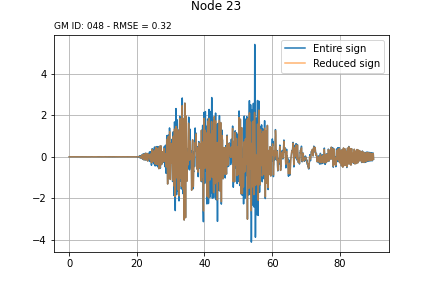 Node 23
GM ID: 048 - RMSE = 0.32
Entire sign
Reduced sign
4
2
0
−2
−4
0 20 40 60 80